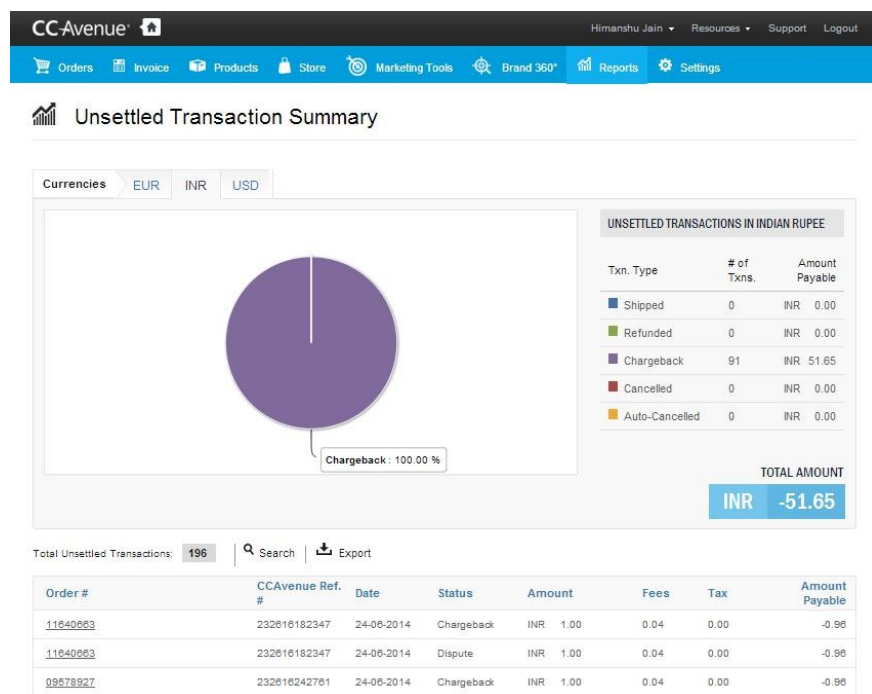 CCAvenue
Himanshu Jain Resources Support Logout
Orders Invoice Products Store Marketing Tools Brand 360° Reports Settings
Unsettled Transaction Summary
Currencies EUR INR USD
UNSETTLED TRANSACTIONS IN INDIAN RUPEE
Txn. Type # of Txns. Amount Payable
Shipped 0 INR 0.00
Refunded 0 INR 0.00
Chargeback 91 INR 51.65
Cancelled 0 INR 0.00
Auto-Cancelled 0 INR 0.00
Chargeback : 100.00 %
TOTAL AMOUNT
INR -51.65
Total Unsettled Transactions: 196 Search Export
Order # CCAvenue Ref. # Date Status Amount Fees Tax Amount Payable
11640663 232616182347 24-06-2014 Chargeback INR 1.00 0.04 0.00 -0.96
11640663 232616182347 24-06-2014 Dispute INR 1.00 0.04 0.00 -0.96
09578927 232616242761 24-06-2014 Chargeback INR 1.00 0.04 0.00 -0.96